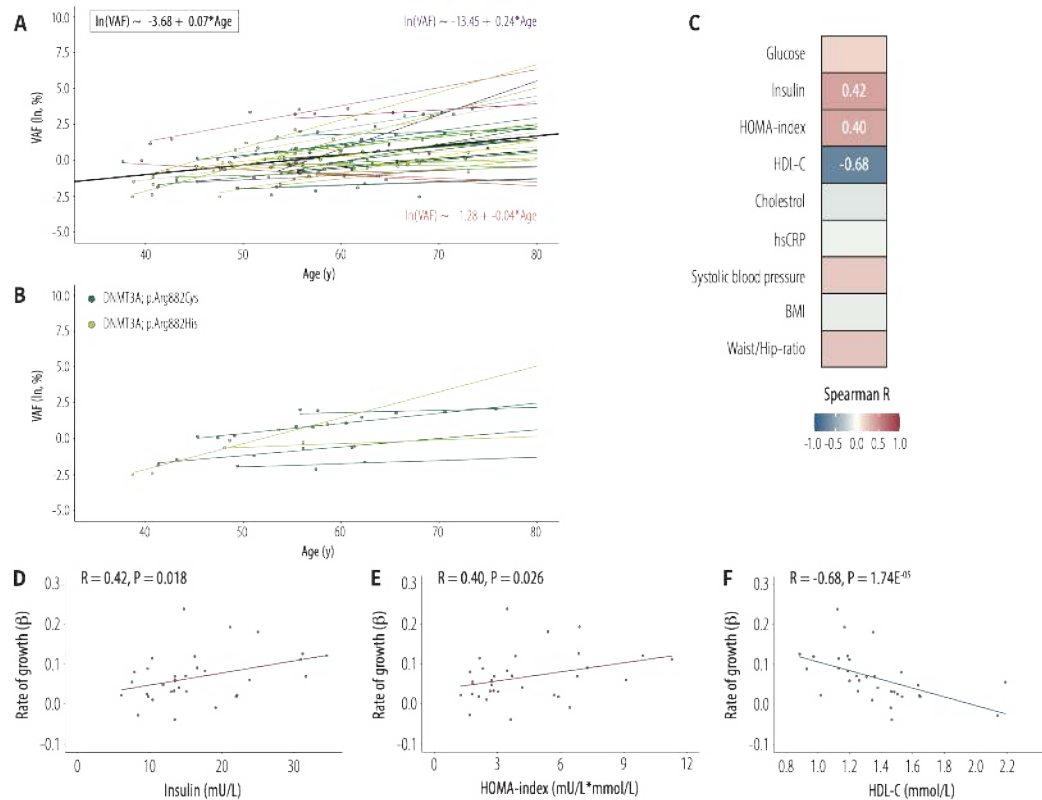 A
ln(VAF) ~ -3.68 + 0.07*Age
ln(VAF) ~ -13.45 + 0.24*Age
10.0
7.5
5.0
2.5
0.0
-2.5
-5.0
VAF (ln, %)
ln(VAF) ~ 1.28 + -0.04*Age
40 50 60 70 80
Age (y)
B
DNMT3A; p.Arg882Cys
DNMT3A; p.Arg882His
10.0
7.5
5.0
2.5
0.0
-2.5
-5.0
VAF (ln, %)
40 50 60 70 80
Age (y)
C
Glucose
Insulin 0.42
HOMA-index 0.40
HDl-C -0.68
Cholestrol
hsCRP
Systolic blood pressure
BMI
Waist/Hip-ratio
Spearman R
-1.0 -0.5 0.0 0.5 1.0
D
R = 0.42, P = 0.018
0.3
0.2
0.1
0.0
-0.1
Rate of growth (β)
0 10 20 30
Insulin (mU/L)
E
R = 0.40, P = 0.026
0.3
0.2
0.1
0.0
-0.1
Rate of growth (β)
0 3 6 9 12
HOMA-index (mU/L*mmol/L)
F
R = -0.68, P = 1.74E-05
0.3
0.2
0.1
0.0
-0.1
Rate of growth (β)
0.8 1.0 1.2 1.4 1.6 1.8 2.0 2.2
HDL-C (mmol/L)